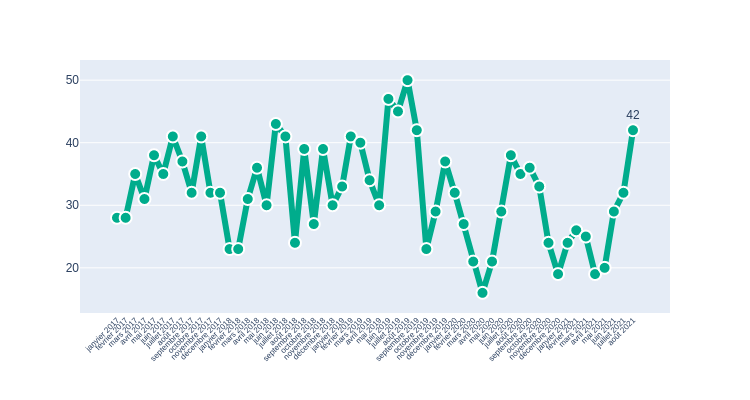 50
40
30
20
42
janvier 2017
février 2017
mars 2017
avril 2017
mai 2017
juin 2017
juillet 2017
août 2017
septembre 2017
octobre 2017
novembre 2017
décembre 2017
janvier 2018
février 2018
mars 2018
avril 2018
mai 2018
juin 2018
juillet 2018
août 2018
septembre 2018
octobre 2018
novembre 2018
décembre 2018
janvier 2019
février 2019
mars 2019
avril 2019
mai 2019
juin 2019
juillet 2019
août 2019
septembre 2019
octobre 2019
novembre 2019
décembre 2019
janvier 2020
février 2020
mars 2020
avril 2020
mai 2020
juin 2020
juillet 2020
août 2020
septembre 2020
octobre 2020
novembre 2020
décembre 2020
janvier 2021
février 2021
mars 2021
avril 2021
mai 2021
juin 2021
juillet 2021
août 2021